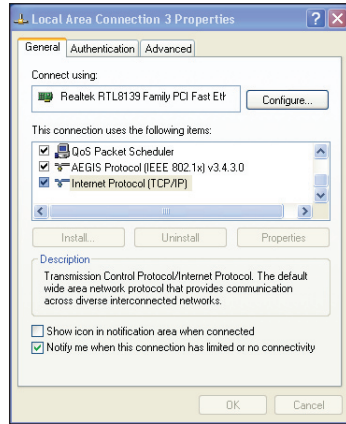 Local Area Connection 3 Properties
General Authentication Advanced
Connect using:
Realtek RTL8139 Family PCI Fast Eth
Configure...
This connection uses the following items:
QoS Packet Scheduler
AEGIS Protocol (IEEE 802.1x) v3.4.3.0
Internet Protocol (TCP/IP)
Install... Uninstall Properties
Description
Transmission Control Protocol/Internet Protocol. The default
wide area network protocol that provides communication
across diverse interconnected networks.
Show icon in notification area when connected
Notify me when this connection has limited or no connectivity
OK Cancel